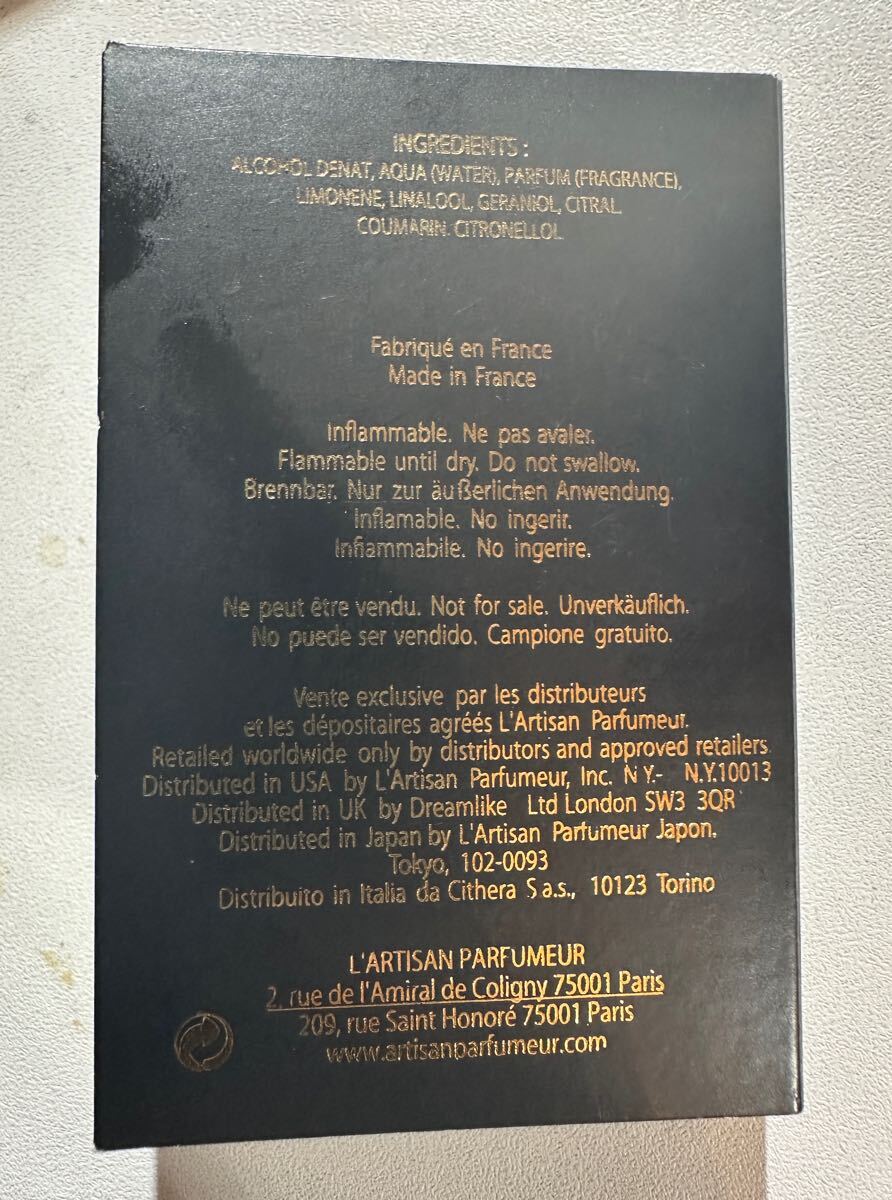 INGREDIENTS :
ALCOHOL DENAT, AQUA (WATER), PARFUM (FRAGRANCE),
LIMONENE, LINALOOL, GERANIOL, CITRAL
COUMARIN. CITRONELLOL
Fabriqué en France
Made in France
Inflammable. Ne pas avaler.
Flammable until dry. Do not swallow.
Brennbar. Nur zur äußerlichen Anwendung.
Inflamable. No ingerir.
Infiammabile. No ingerire.
Ne peut être vendu. Not for sale. Unverkäuflich.
No puede ser vendido. Campione gratuito.
Vente exclusive par les distributeurs
et les dépositaires agréés L'Artisan Parfumeur.
Retailed worldwide only by distributors and approved retailers
Distributed in USA by L'Artisan Parfumeur, Inc. N Y.- N.Y.10013
Distributed in UK by Dreamlike Ltd London SW3 3QR
Distributed in Japan by L'Artisan Parfumeur Japon.
Tokyo, 102-0093
Distribuito in Italia da Cithera S a.s., 10123 Torino
L'ARTISAN PARFUMEUR
2, rue de l'Amiral de Coligny 75001 Paris
209, rue Saint Honoré 75001 Paris
www.artisanparfumeur.com